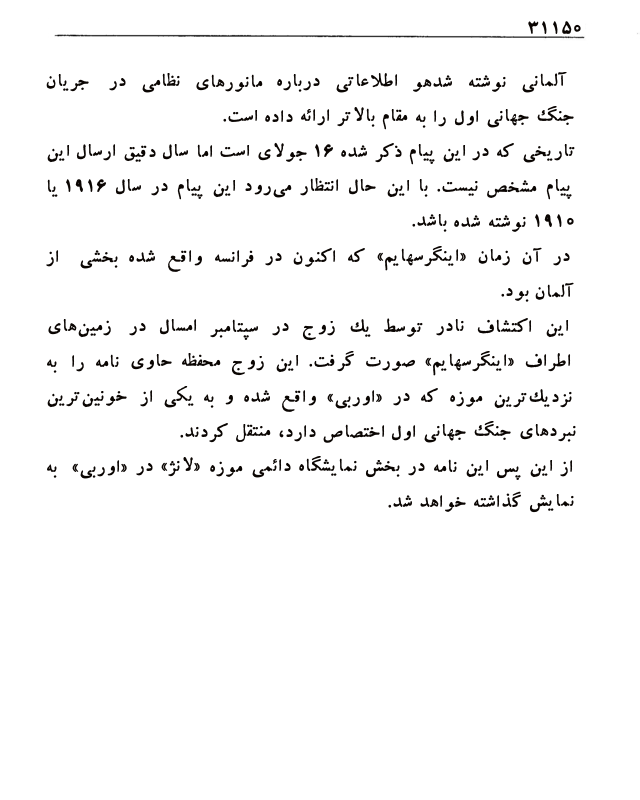 ۳۱۱۵۰
آلمانی نوشته شدهو اطلاعاتی درباره مانورهای نظامی در جریان
جنگ جهانی اول را به مقام بالاتر ارائه داده است.
تاریخی که در این پیام ذکر شده ۱۶ جولای است اما سال دقیق ارسال این
پیام مشخص نیست. با این حال انتظار می‌رود این پیام در سال ۱۹۱۶ یا
۱۹۱۰ نوشته شده باشد.
در آن زمان «اینگرسهایم» که اکنون در فرانسه واقع شده بخشی از
آلمان بود.
این اکتشاف نادر توسط یك زوج در سپتامبر امسال در زمین‌های
اطراف «اینگرسهایم» صورت گرفت. این زوج محفظه حاوی نامه را به
نزدیك‌ترین موزه که در «اوربی» واقع شده و به یکی از خونین‌ترین
نبردهای جنگ جهانی اول اختصاص دارد، منتقل کردند.
از این پس این نامه در بخش نمایشگاه دائمی موزه «لانژ» در «اوربی» به
نمایش گذاشته خواهد شد.